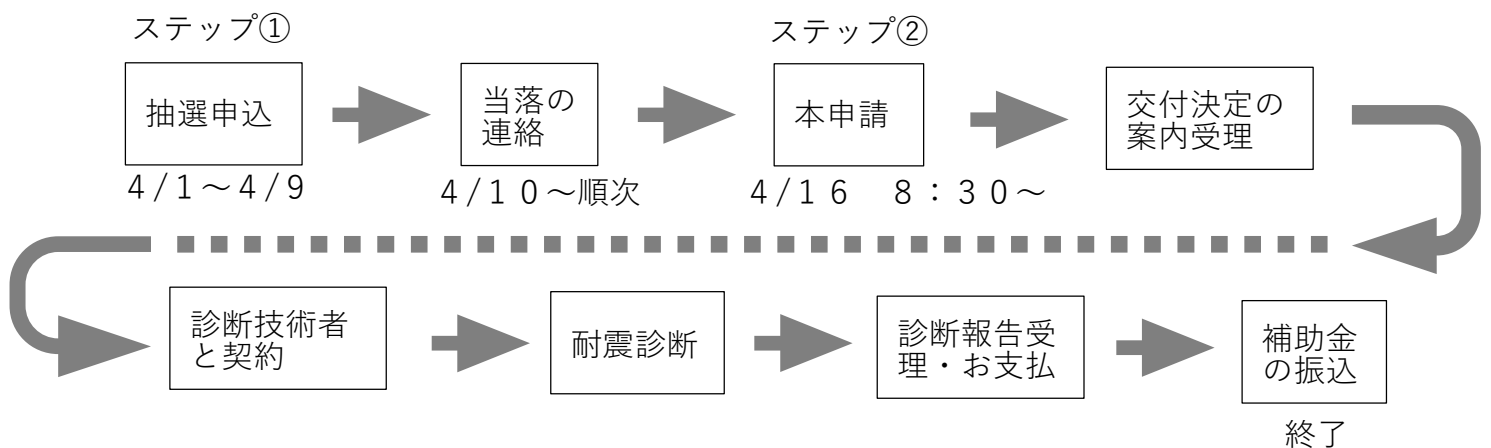 ステップ①
抽選申込
4/1～4/9
当落の
連絡
4/10～順次
ステップ②
本申請
4/16 8：30～
交付決定の
案内受理
診断技術者
と契約
耐震診断
診断報告受
理・お支払
補助金
の振込
終了